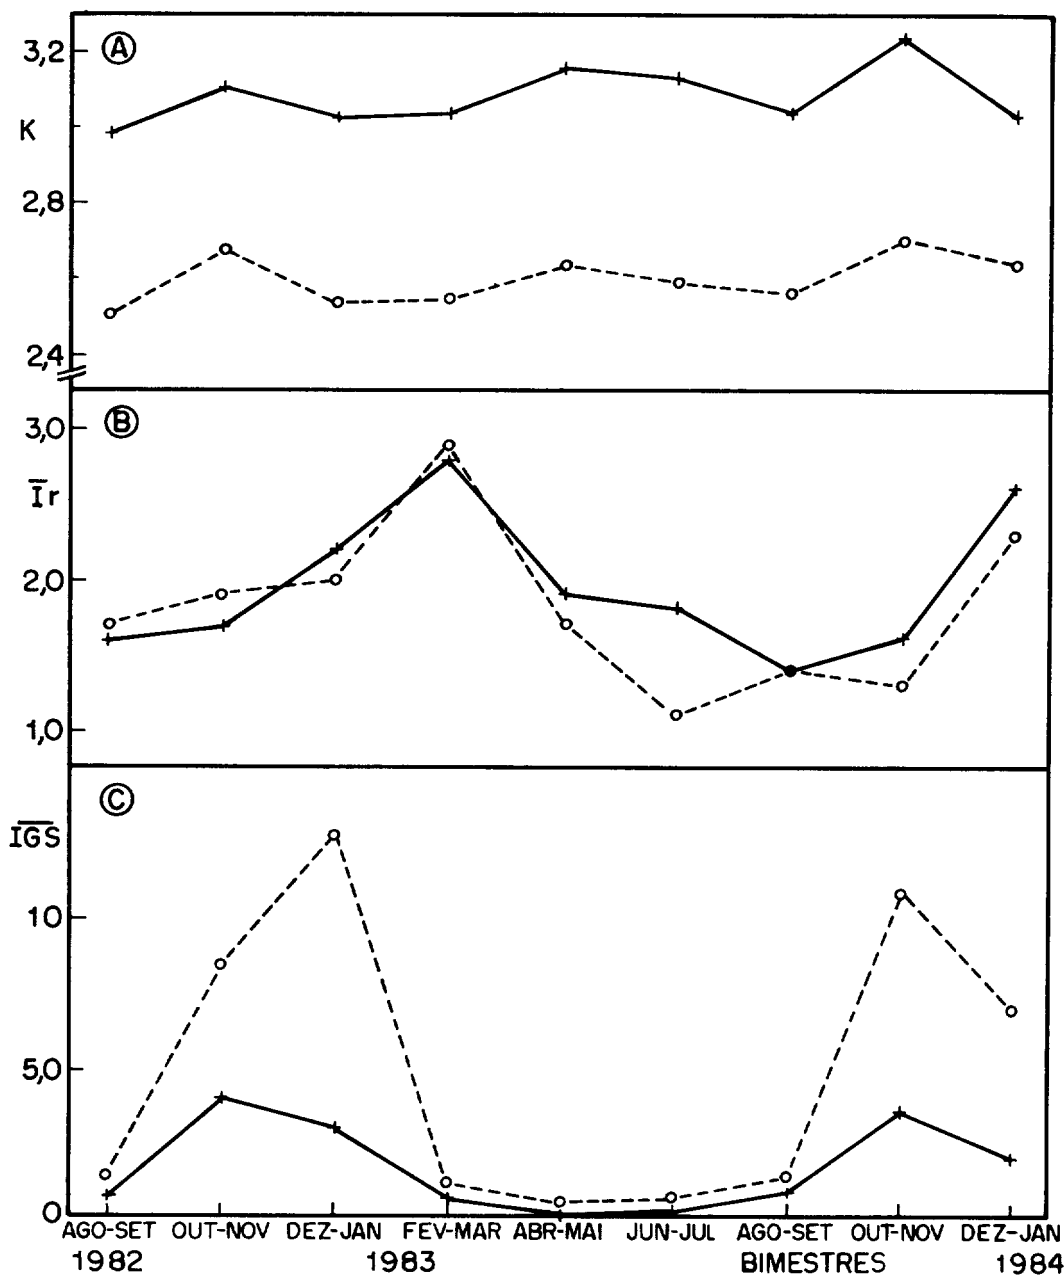 A
3,2
K
2,8
2,4
B
3,0
Ir
2,0
1,0
C
IGS
10
5,0
0
AGO-SET OUT-NOV DEZ-JAN FEV-MAR ABR-MAI JUN-JUL AGO-SET OUT-NOV DEZ-JAN
1982 1983 BIMESTRES 1984